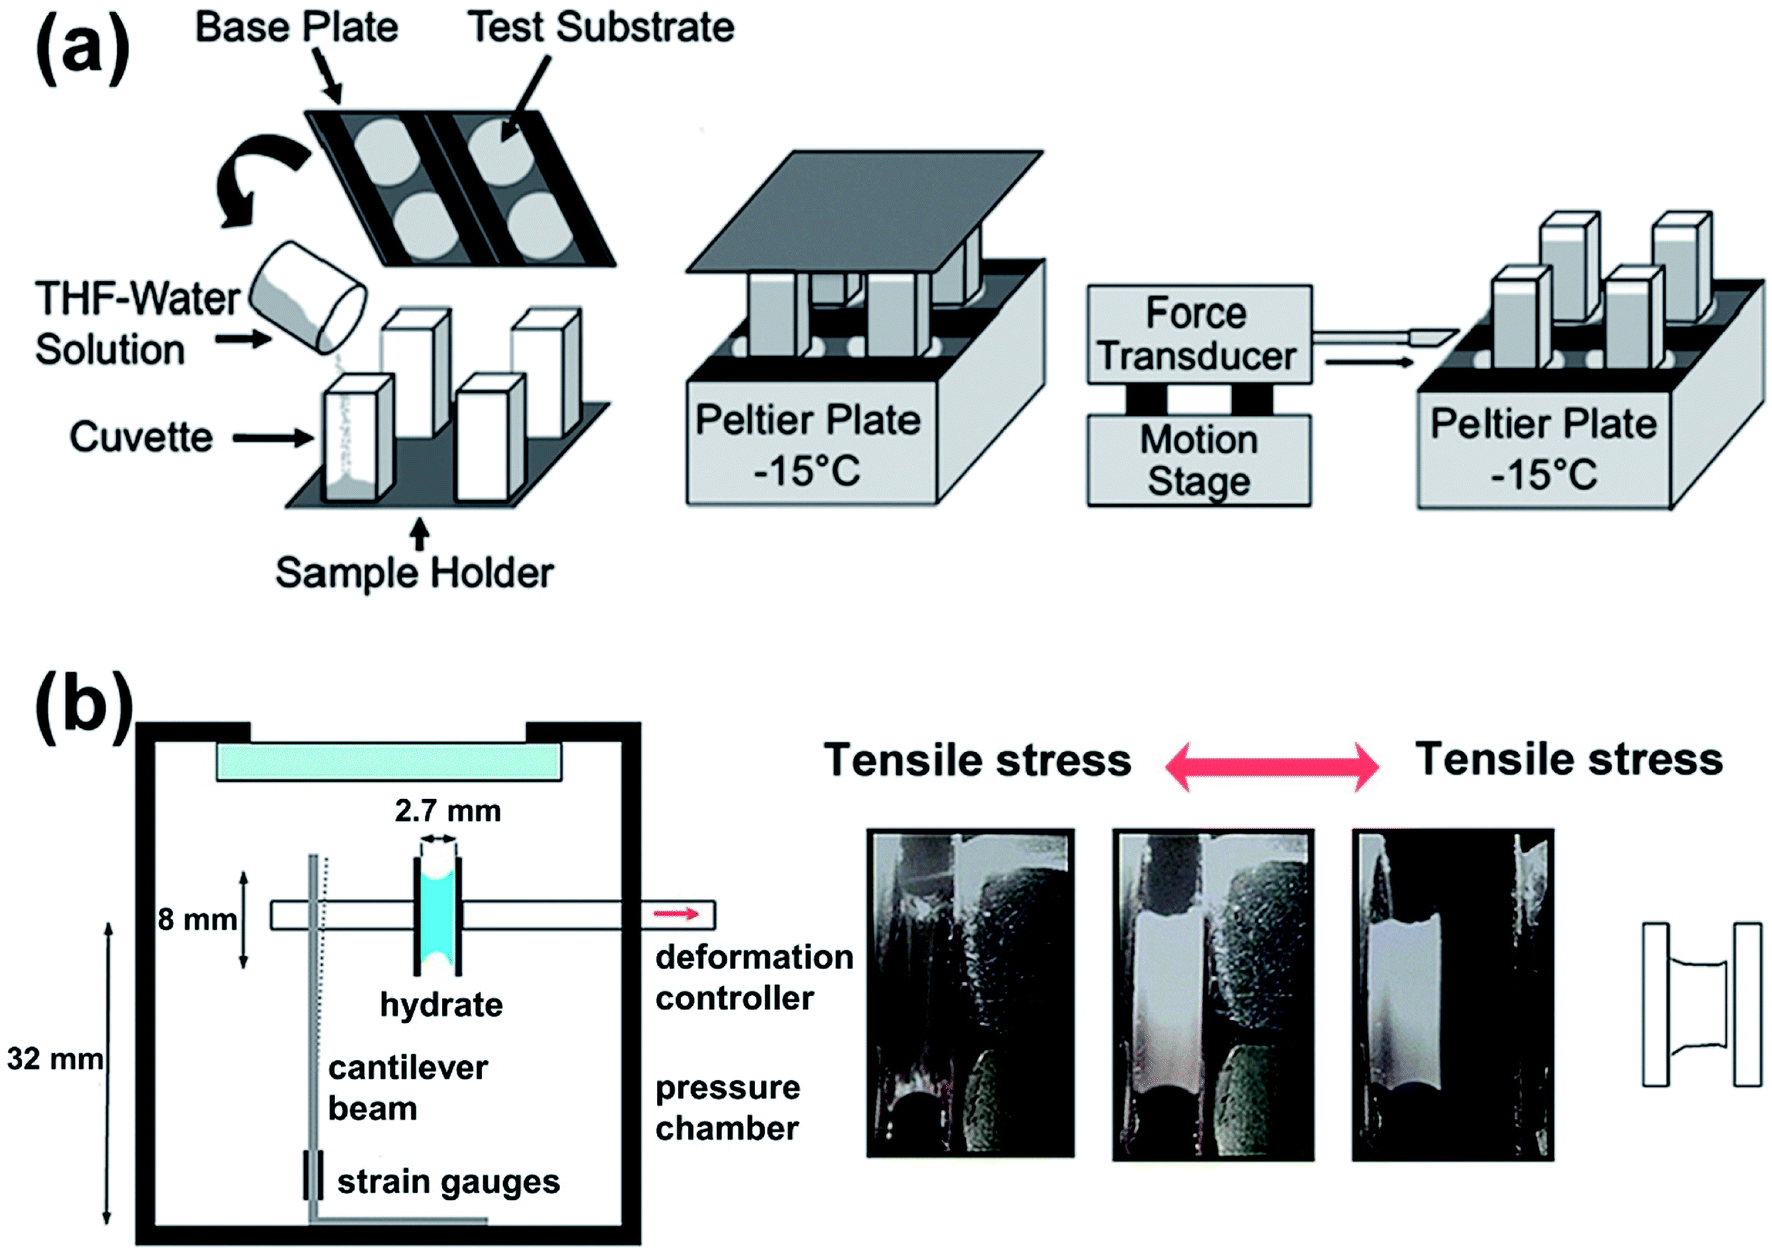 (a)
Base Plate
Test Substrate
THF-Water
Solution
Cuvette
Sample Holder
Peltier Plate
-15°C
Force
Transducer
Motion
Stage
Peltier Plate
-15°C
(b)
2.7 mm
8 mm
hydrate
32 mm
cantilever
beam
strain gauges
deformation
controller
pressure
chamber
Tensile stress
Tensile stress